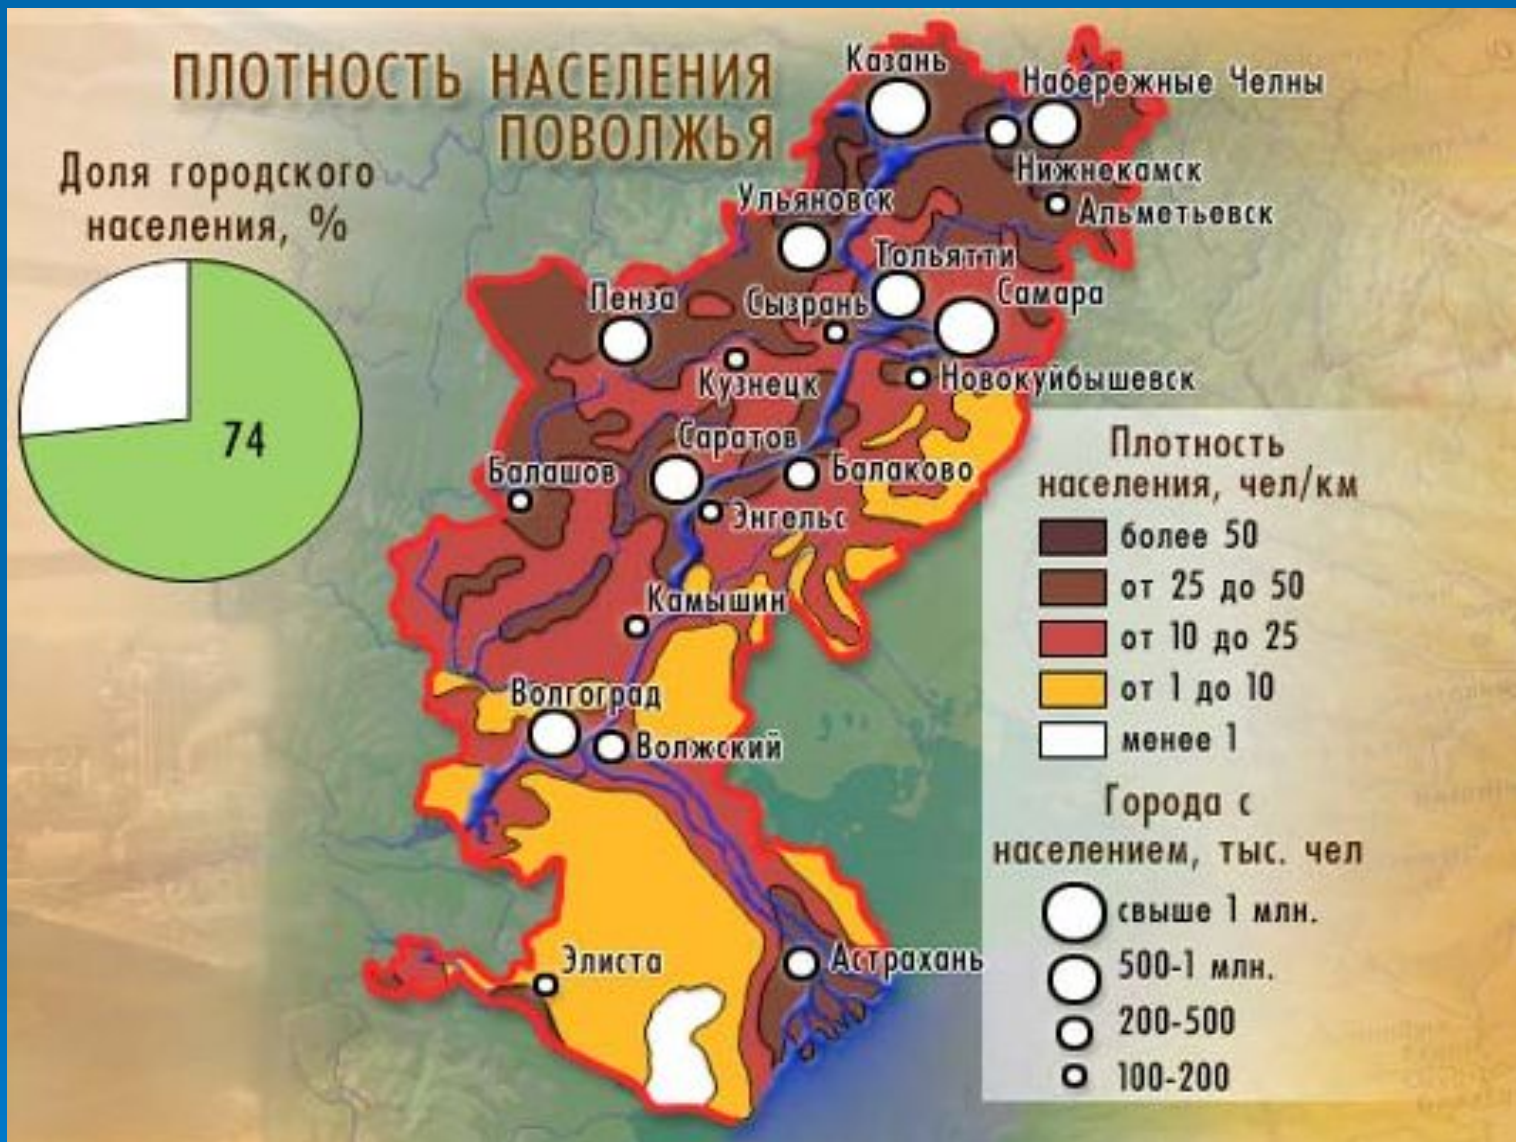 ПЛОТНОСТЬ НАСЕЛЕНИЯ
ПОВОЛЖЬЯ
Доля городского
населения, %
74
Казань
Набережные Челны
Нижнекамск
Альметьевск
Ульяновск
Тольятти
Самара
Сызрань
Пенза
Кузнецк
Новокуйбышевск
Саратов
Балашов
Балаково
Энгельс
Камышин
Волгоград
Волжский
Элиста
Астрахань
Плотность
населения, чел/км
более 50
от 25 до 50
от 10 до 25
от 1 до 10
менее 1
Города с
населением, тыс. чел
свыше 1 млн.
500-1 млн.
200-500
100-200